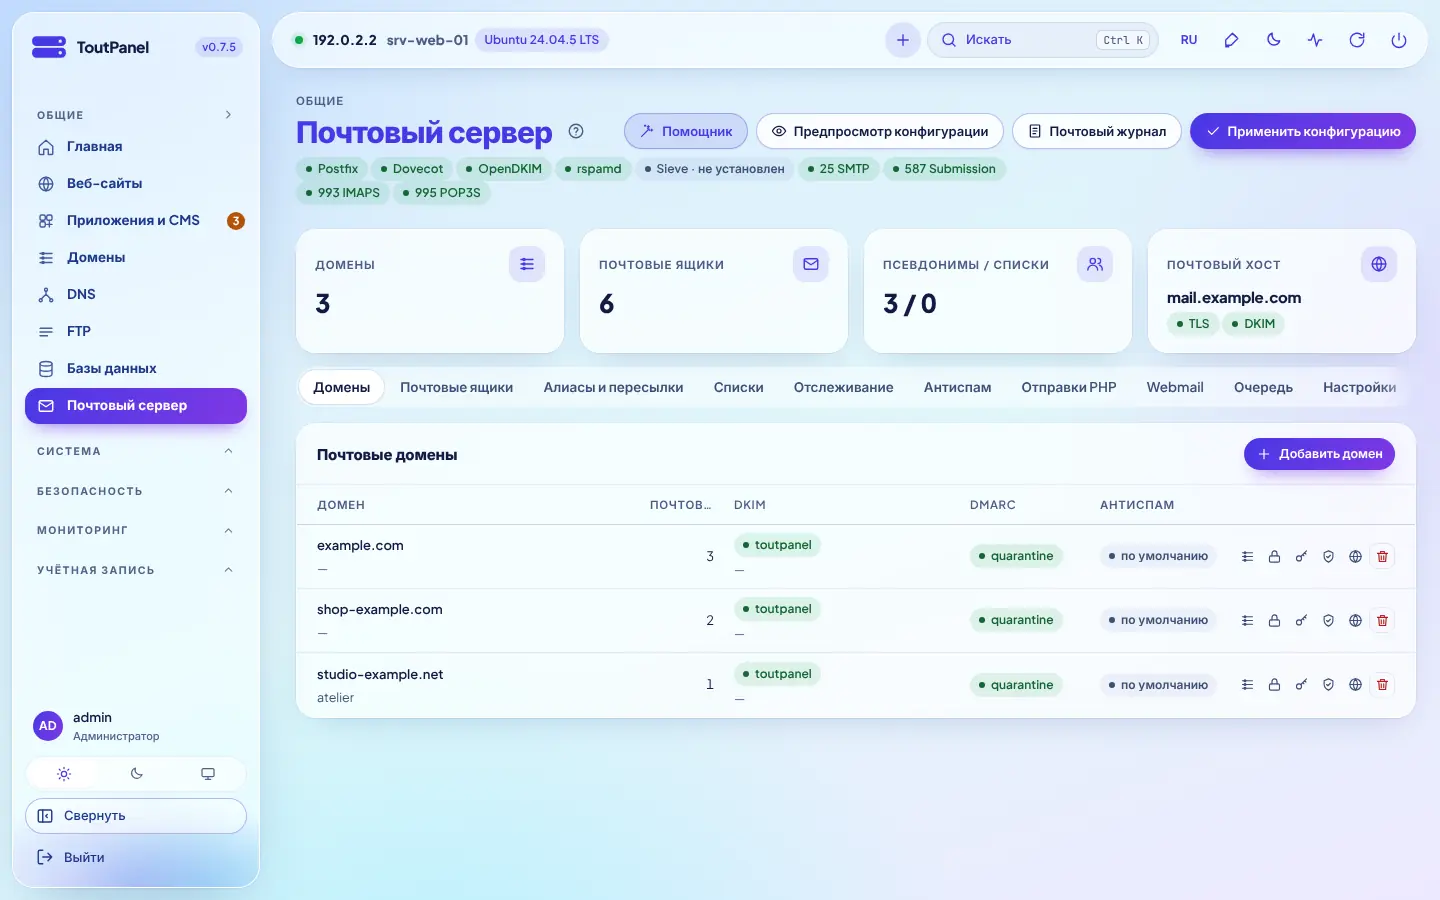 ToutPanel
v0.7.5
ОБЩИЕ
Главная
Веб-сайты
Приложения и CMS
3
Домены
DNS
FTP
Базы данных
Почтовый сервер
СИСТЕМА
БЕЗОПАСНОСТЬ
МОНИТОРИНГ
УЧЁТНАЯ ЗАПИСЬ
AD
admin
Администратор
Свернуть
Выйти
192.0.2.2 srv-web-01 Ubuntu 24.04.5 LTS
Искать Ctrl K
RU
ОБЩИЕ
Почтовый сервер
Помощник
Предпросмотр конфигурации
Почтовый журнал
Применить конфигурацию
Postfix Dovecot OpenDKIM rspamd Sieve · не установлен 25 SMTP 587 Submission
993 IMAPS 995 POP3S
ДОМЕНЫ
3
ПОЧТОВЫЕ ЯЩИКИ
6
ПСЕВДОНИМЫ / СПИСКИ
3 / 0
ПОЧТОВЫЙ ХОСТ
mail.example.com
TLS DKIM
Домены Почтовые ящики Алиасы и пересылки Списки Отслеживание Антиспам Отправки PHP Webmail Очередь Настройки
Почтовые домены
Добавить домен
ДОМЕН ПОЧТОВ... DKIM DMARC АНТИСПАМ
example.com
—
3
toutpanel
—
quarantine
по умолчанию
shop-example.com
—
2
toutpanel
—
quarantine
по умолчанию
studio-example.net
atelier
1
toutpanel
—
quarantine
по умолчанию